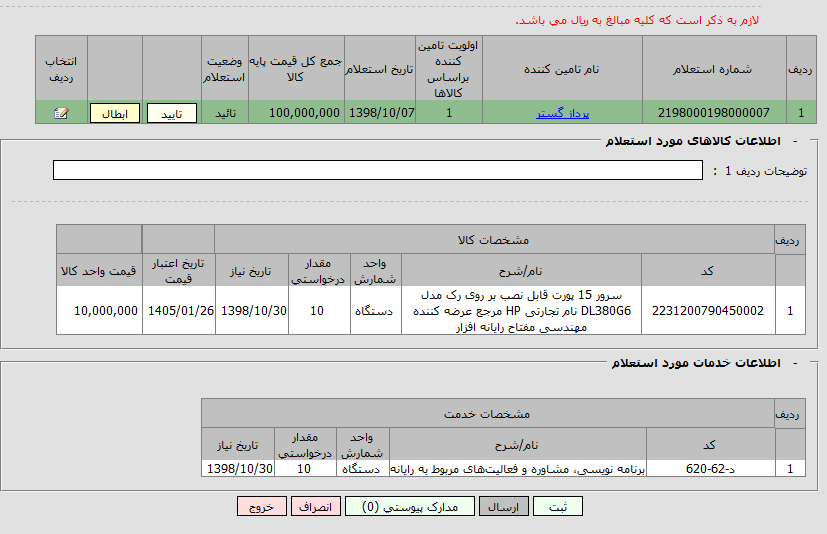 لازم به ذکر است که کلیه مبالغ به ریال می باشد.
ردیف شماره استعلام نام تامین کننده اولویت تامین کننده براساس کالاها تاریخ استعلام جمع کل قیمت پایه کالا وضعیت استعلام انتخاب ردیف
1 2198000198000007 پرداز گستر 1 1398/10/07 100,000,000 تائید تایید ابطال
- اطلاعات کالاهای مورد استعلام
توضیحات ردیف 1 :
ردیف مشخصات کالا
کد نام/شرح واحد شمارش مقدار درخواستی تاریخ نیاز تاریخ اعتبار قیمت قیمت واحد کالا
1 2231200790450002 سرور 15 پورت قابل نصب بر روی رک مدل DL380G6 نام تجارتی HP مرجع عرضه کننده مهندسی مفتاح رایانه افزار دستگاه 10 1398/10/30 1405/01/26 10,000,000
- اطلاعات خدمات مورد استعلام
ردیف مشخصات خدمت
کد نام/شرح واحد شمارش مقدار درخواستی تاریخ نیاز
1 د-62-620 برنامه نویسی، مشاوره و فعالیت‌های مربوط به رایانه دستگاه 10 1398/10/30
ثبت ارسال مدارک پیوستی (0) انصراف خروج